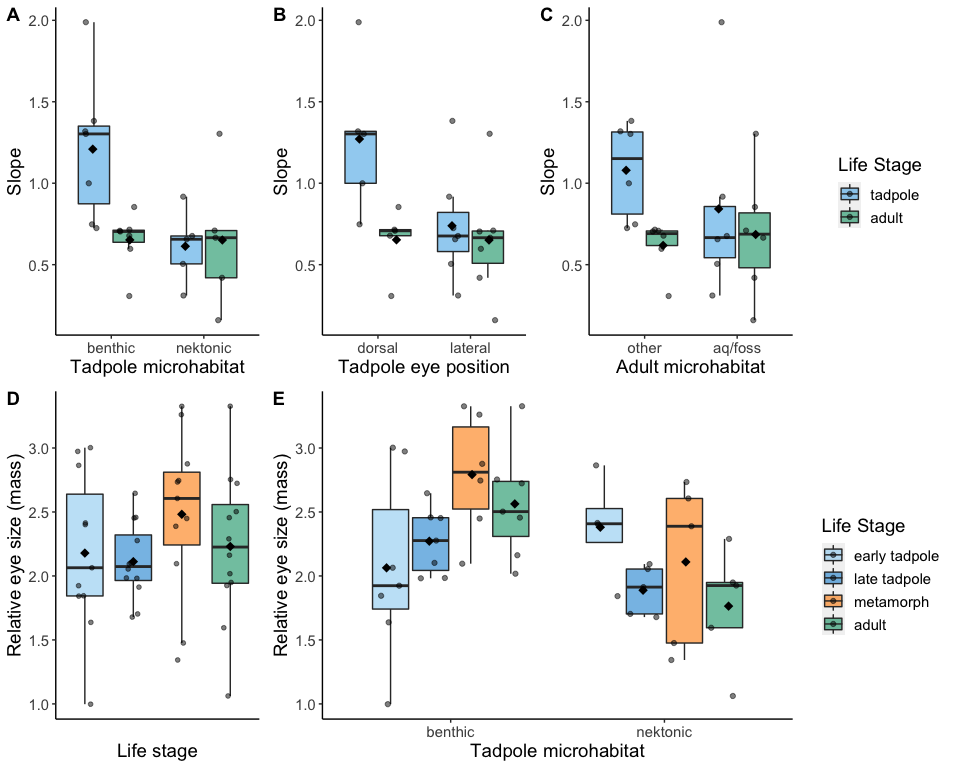 A
B
C
Slope
2.0
1.5
1.0
0.5
benthic
nektonic
Tadpole microhabitat
Slope
2.0
1.5
1.0
0.5
dorsal
lateral
Tadpole eye position
Slope
2.0
1.5
1.0
0.5
other
aq/foss
Adult microhabitat
Life Stage
tadpole
adult
D
E
Relative eye size (mass)
3.0
2.5
2.0
1.5
1.0
Life stage
Relative eye size (mass)
3.0
2.5
2.0
1.5
1.0
benthic
nektonic
Tadpole microhabitat
Life Stage
early tadpole
late tadpole
metamorph
adult